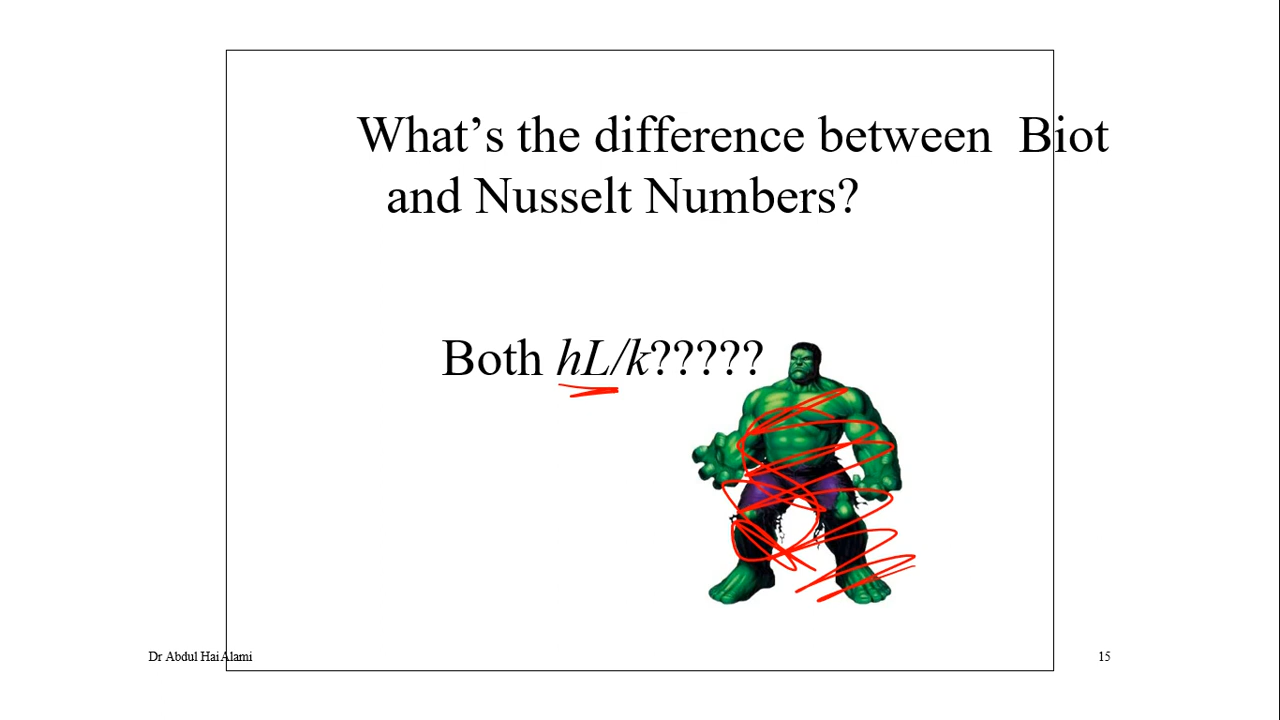 What’s the difference between Biot
and Nusselt Numbers?
Both hL/k?????
Dr Abdul Hai Alami
15